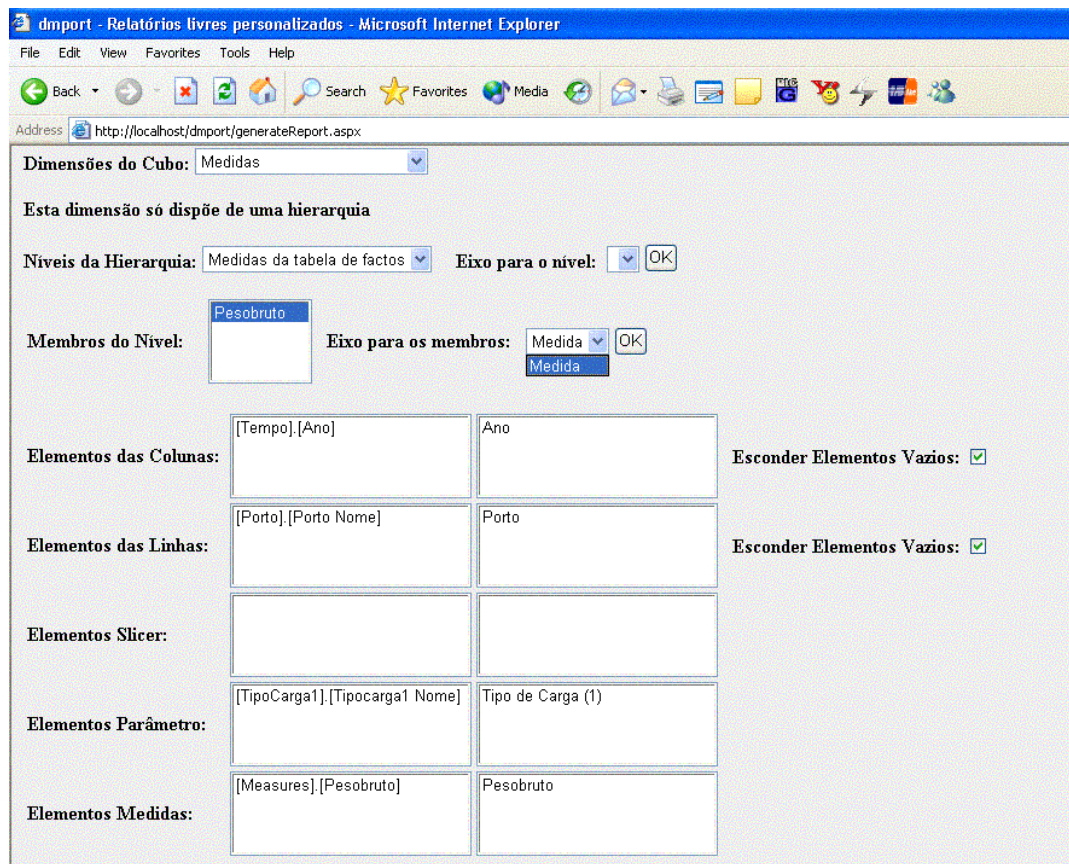 dmport - Relatórios livres personalizados - Microsoft Internet Explorer
File Edit View Favorites Tools Help
Back Search Favorites Media
Address http://localhost/dmport/generateReport.aspx
Dimensões do Cubo: Medidas
Esta dimensão só dispõe de uma hierarquia
Níveis da Hierarquia: Medidas da tabela de factos Eixo para o nível: OK
Membros do Nível: Pesobruto Eixo para os membros: Medida OK
Medida
Elementos das Colunas: [Tempo].[Ano] Ano Esconder Elementos Vazios:
Elementos das Linhas: [Porto].[Porto Nome] Porto Esconder Elementos Vazios:
Elementos Slicer:
Elementos Parâmetro: [TipoCarga1].[Tipocarga1 Nome] Tipo de Carga (1)
Elementos Medidas: [Measures].[Pesobruto] Pesobruto